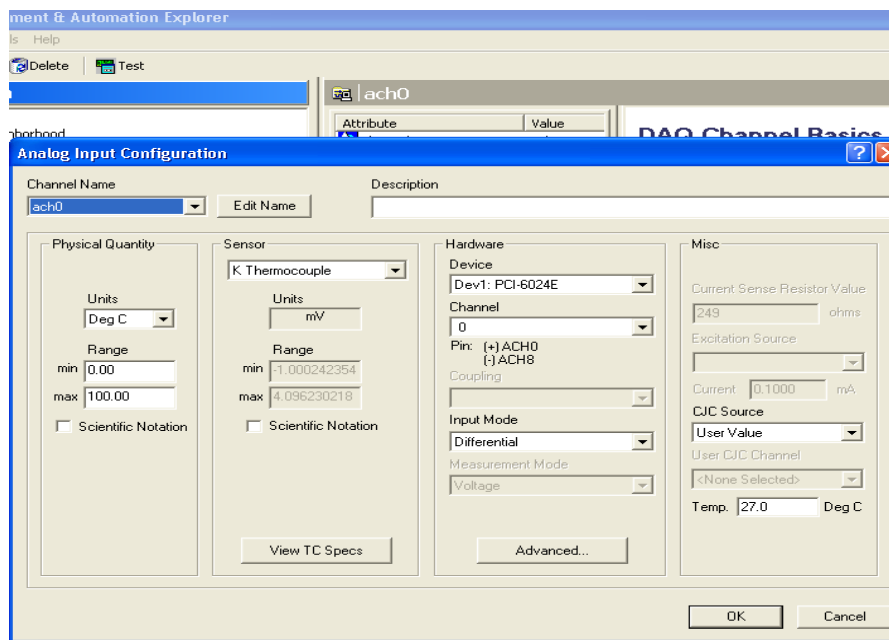 ment & Automation Explorer
ls Help
Delete Test
ach0
Attribute Value
DAQ Channel Basics
Analog Input Configuration
Channel Name Description
ach0 Edit Name
Physical Quantity
Units
Deg C
Range
min 0.00
max 100.00
Scientific Notation
Sensor
K Thermocouple
Units
mV
Range
min -1.000242354
max 4.096230218
Scientific Notation
View TC Specs
Hardware
Device
Dev1: PCI-6024E
Channel
0
Pin: (+) ACH0
(-) ACH8
Coupling
Input Mode
Differential
Measurement Mode
Voltage
Advanced...
Misc
Current Sense Resistor Value
249 ohms
Excitation Source
Current 0.1000 mA
CJC Source
User Value
User CJC Channel
<None Selected>
Temp. 27.0 Deg C
OK Cancel